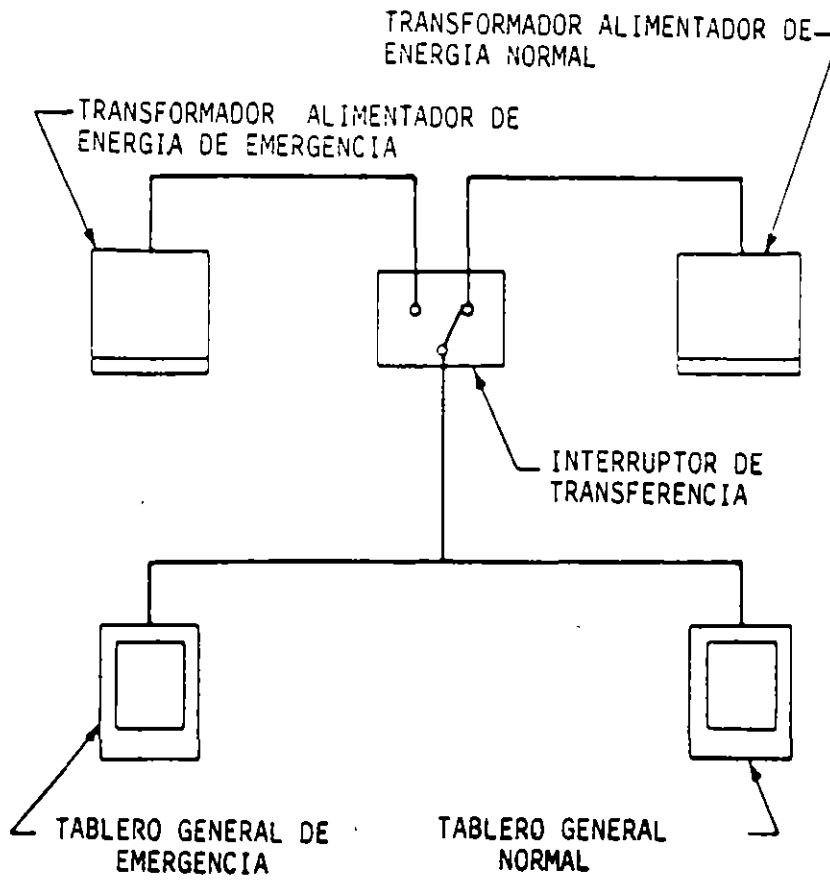 TRANSFORMADOR ALIMENTADOR DE
ENERGIA NORMAL
TRANSFORMADOR ALIMENTADOR DE
ENERGIA DE EMERGENCIA
INTERRUPTOR DE
TRANSFERENCIA
TABLERO GENERAL DE
EMERGENCIA
TABLERO GENERAL
NORMAL